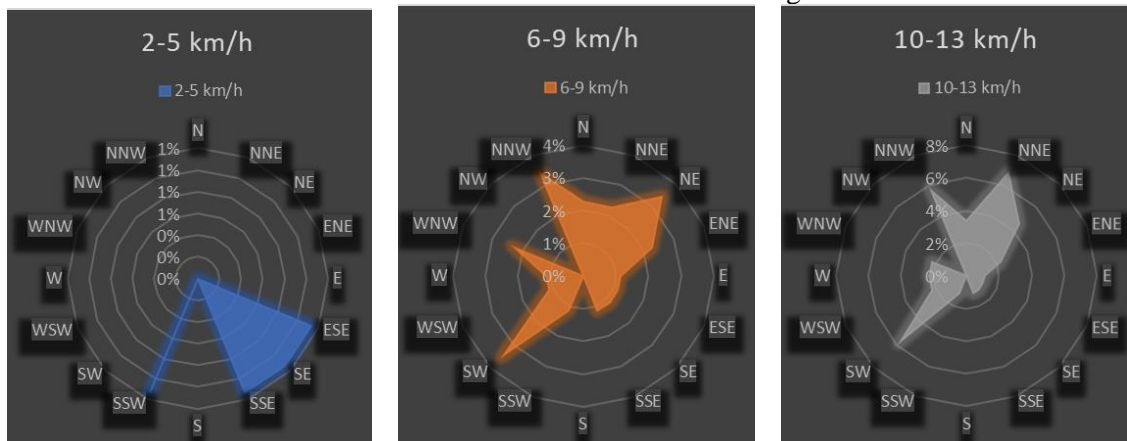 2-5 km/h
2-5 km/h
N
NNE
NE
ENE
E
ESE
SE
SSE
S
SSW
SW
WSW
W
WNW
NW
NNW
1%
1%
1%
1%
0%
0%
0%
6-9 km/h
6-9 km/h
N
NNE
NE
ENE
E
ESE
SE
SSE
S
SSW
SW
WSW
W
WNW
NW
NNW
4%
3%
2%
1%
0%
10-13 km/h
10-13 km/h
N
NNE
NE
ENE
E
ESE
SE
SSE
S
SSW
SW
WSW
W
WNW
NW
NNW
8%
6%
4%
2%
0%